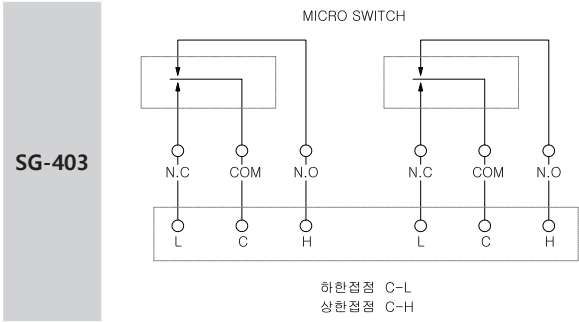 MICRO SWITCH
SG-403
N.C COM N.O N.C COM N.O
L C H L C H
하한접점 C-L
상한접점 C-H